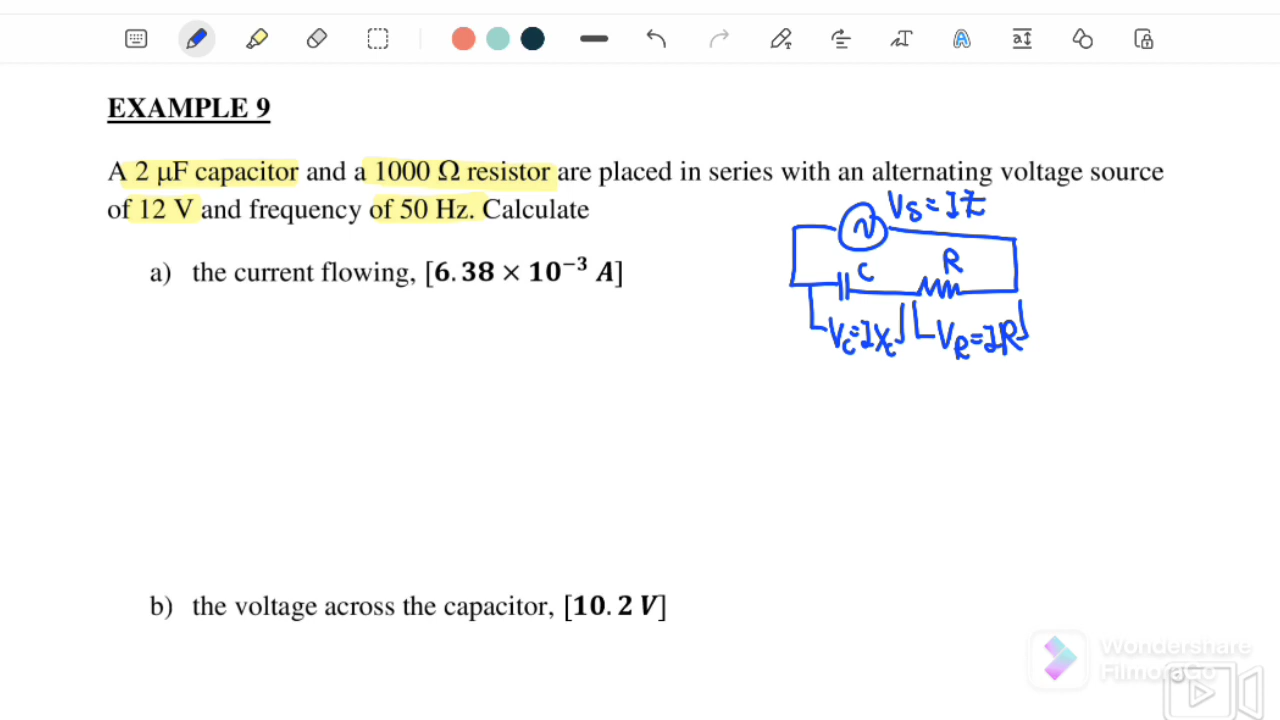 EXAMPLE 9
A 2 μF capacitor and a 1000 Ω resistor are placed in series with an alternating voltage source
of 12 V and frequency of 50 Hz. Calculate
Vs = IZ
a) the current flowing, [6.38 × 10⁻³ A]
C R
Vc = IXc VR = IR
b) the voltage across the capacitor, [10.2 V]
Wondershare
FilmoraGo